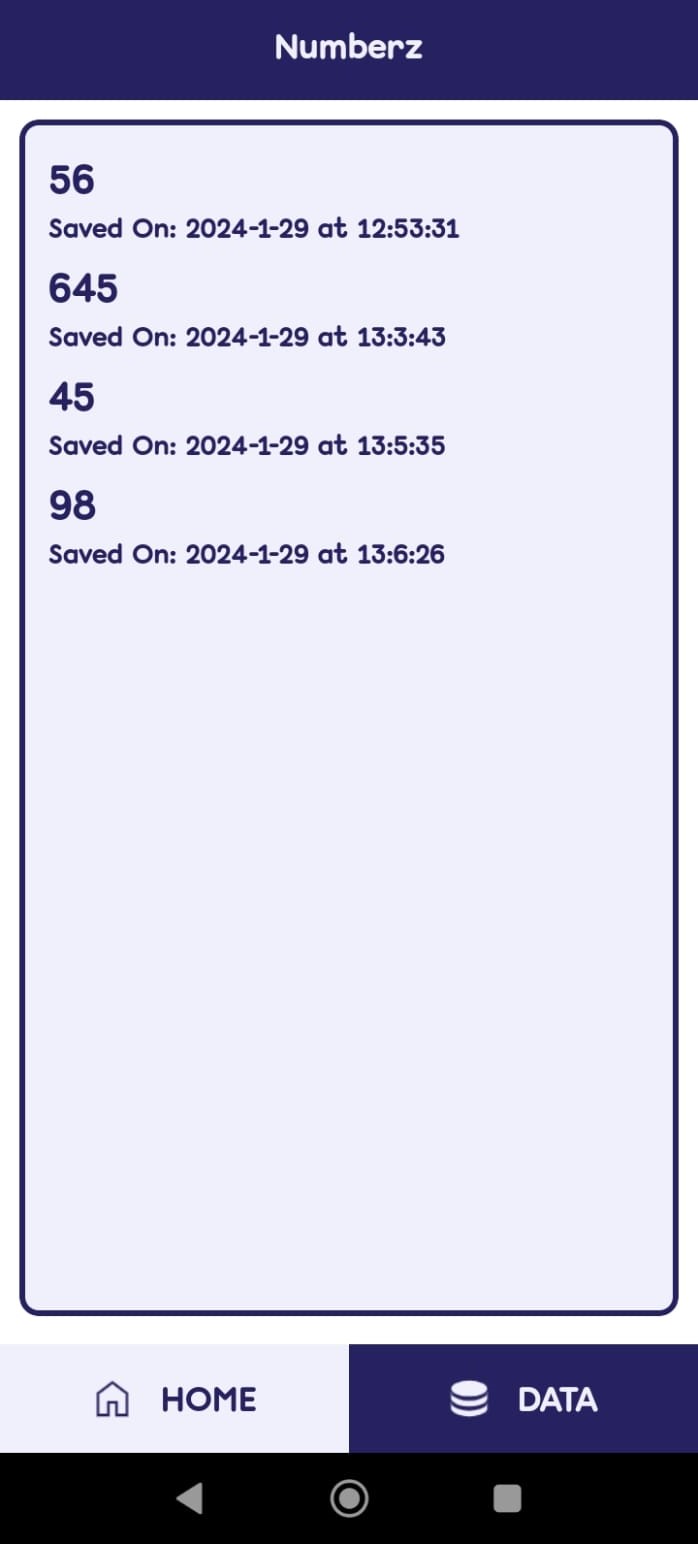 Numberz
56
Saved On: 2024-1-29 at 12:53:31
645
Saved On: 2024-1-29 at 13:3:43
45
Saved On: 2024-1-29 at 13:5:35
98
Saved On: 2024-1-29 at 13:6:26
HOME
DATA